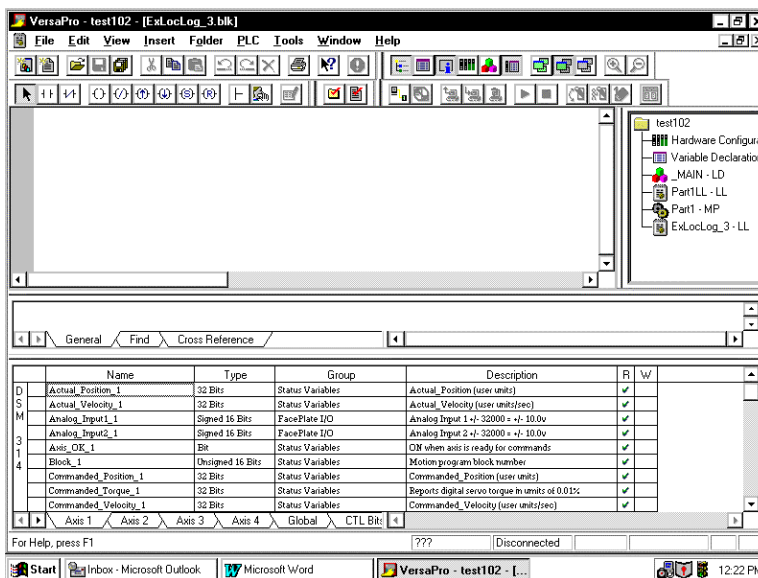 VersaPro - test102 - [ExLocLog_3.blk]
File Edit View Insert Folder PLC Tools Window Help
test102
Hardware Configura
Variable Declaration
_MAIN - LD
Part1LL - LL
Part1 - MP
ExLocLog_3 - LL
General Find Cross Reference
Name Type Group Description R W
DSM 314
Actual_Position_1 32 Bits Status Variables Actual_Position (user units)
Actual_Velocity_1 32 Bits Status Variables Actual_Velocity (user units/sec)
Analog_Input1_1 Signed 16 Bits FacePlate I/O Analog Input 1 +/- 32000 = +/- 10.0v
Analog_Input2_1 Signed 16 Bits FacePlate I/O Analog Input 2 +/- 32000 = +/- 10.0v
Axis_OK_1 Bit Status Variables ON when axis is ready for commands
Block_1 Unsigned 16 Bits Status Variables Motion program block number
Commanded_Position_1 32 Bits Status Variables Commanded_Position (user units)
Commanded_Torque_1 32 Bits Status Variables Reports digital servo torque in units of 0.01%
Commanded_Velocity_1 32 Bits Status Variables Commanded_Velocity (user units/sec)
Axis 1 Axis 2 Axis 3 Axis 4 Global CTL Bits
For Help, press F1 ??? Disconnected
Start Inbox - Microsoft Outlook Microsoft Word VersaPro - test102 - [... 12:22 PM